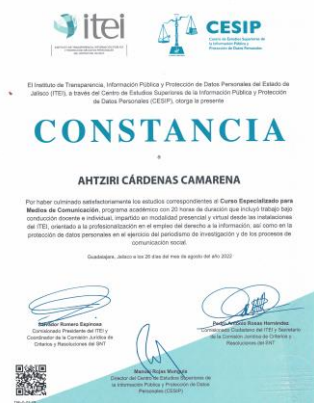 itei
CESIP
Centro de Estudios Superiores de
la Información Pública y
Protección de Datos Personales
El Instituto de Transparencia, Información Pública y Protección de Datos Personales del Estado de
Jalisco (ITEI), a través del Centro de Estudios Superiores de la Información Pública y Protección
de Datos Personales (CESIP), otorga la presente
CONSTANCIA
a
AHTZIRI CÁRDENAS CAMARENA
Por haber culminado satisfactoriamente los estudios correspondientes al Curso Especializado para
Medios de Comunicación, programa académico con 20 horas de duración que incluyó trabajo bajo
conducción docente e individual, impartido en modalidad presencial y virtual desde las instalaciones
del ITEI, orientado a la profesionalización en el empleo del derecho a la información, así como en la
protección de datos personales en el ejercicio del periodismo de investigación y de los procesos de
comunicación social.
Guadalajara, Jalisco a los 26 días del mes de agosto del año 2022
Salvador Romero Espinosa
Comisionado Presidente del ITEI y
Coordinador de la Comisión Jurídica de
Criterios y Resoluciones del SNT
Pedro Antonio Rosas Hernández
Comisionado Ciudadano del ITEI y Secretario
de la Comisión Jurídica de Criterios y
Resoluciones del SNT
Manuel Rojas Munguía
Director del Centro de Estudios Superiores de
la Información Pública y Protección de Datos
Personales (CESIP)